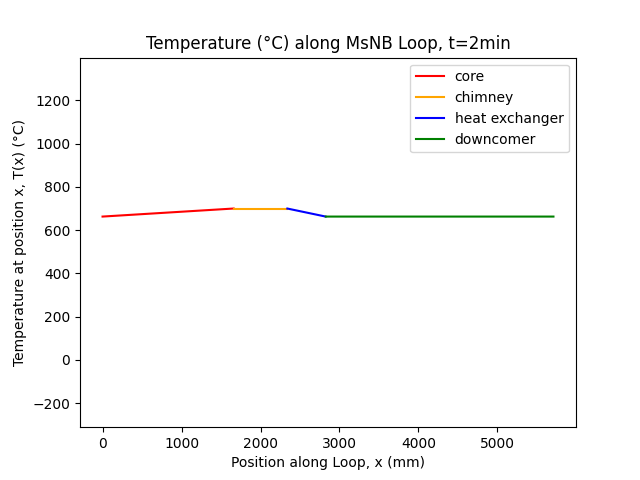 Temperature (°C) along MsNB Loop, t=2min
Temperature at position x, T(x) (°C)
1200
1000
800
600
400
200
0
−200
core
chimney
heat exchanger
downcomer
0 1000 2000 3000 4000 5000
Position along Loop, x (mm)